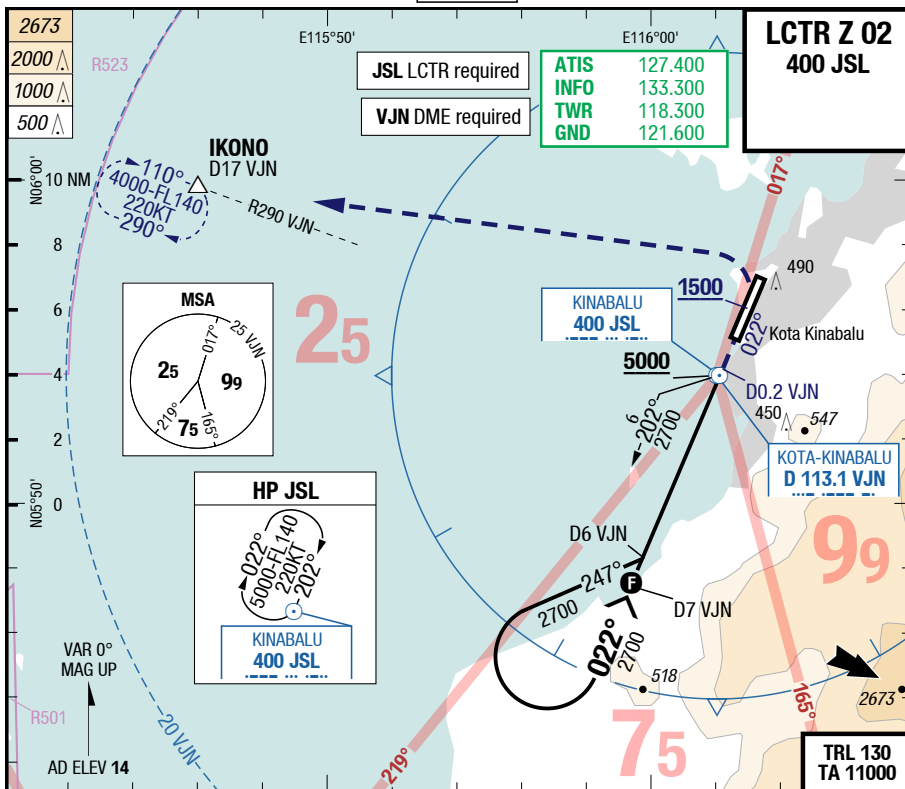 2673
2000
1000
500
R523
E115°50'
E116°00'
LCTR Z 02
400 JSL
JSL LCTR required
VJN DME required
ATIS 127.400
INFO 133.300
TWR 118.300
GND 121.600
N06°00'
10 NM
8
6
4
2
0
N05°50'
IKONO
D17 VJN
110°
4000-FL140
220KT
290°
R290 VJN
017°
490
1500
022°
Kota Kinabalu
MSA
017°
25 VJN
25
99
75
219°
165°
25
KINABALU
400 JSL
5000
D0.2 VJN
450
547
6
202°
2700
KOTA-KINABALU
D 113.1 VJN
99
HP JSL
022°
5000-FL140
220KT
202°
KINABALU
400 JSL
D6 VJN
247°
2700
F
D7 VJN
022°
2700
518
2673
165°
75
219°
20 VJN
VAR 0°
MAG UP
R501
AD ELEV 14
TRL 130
TA 11000